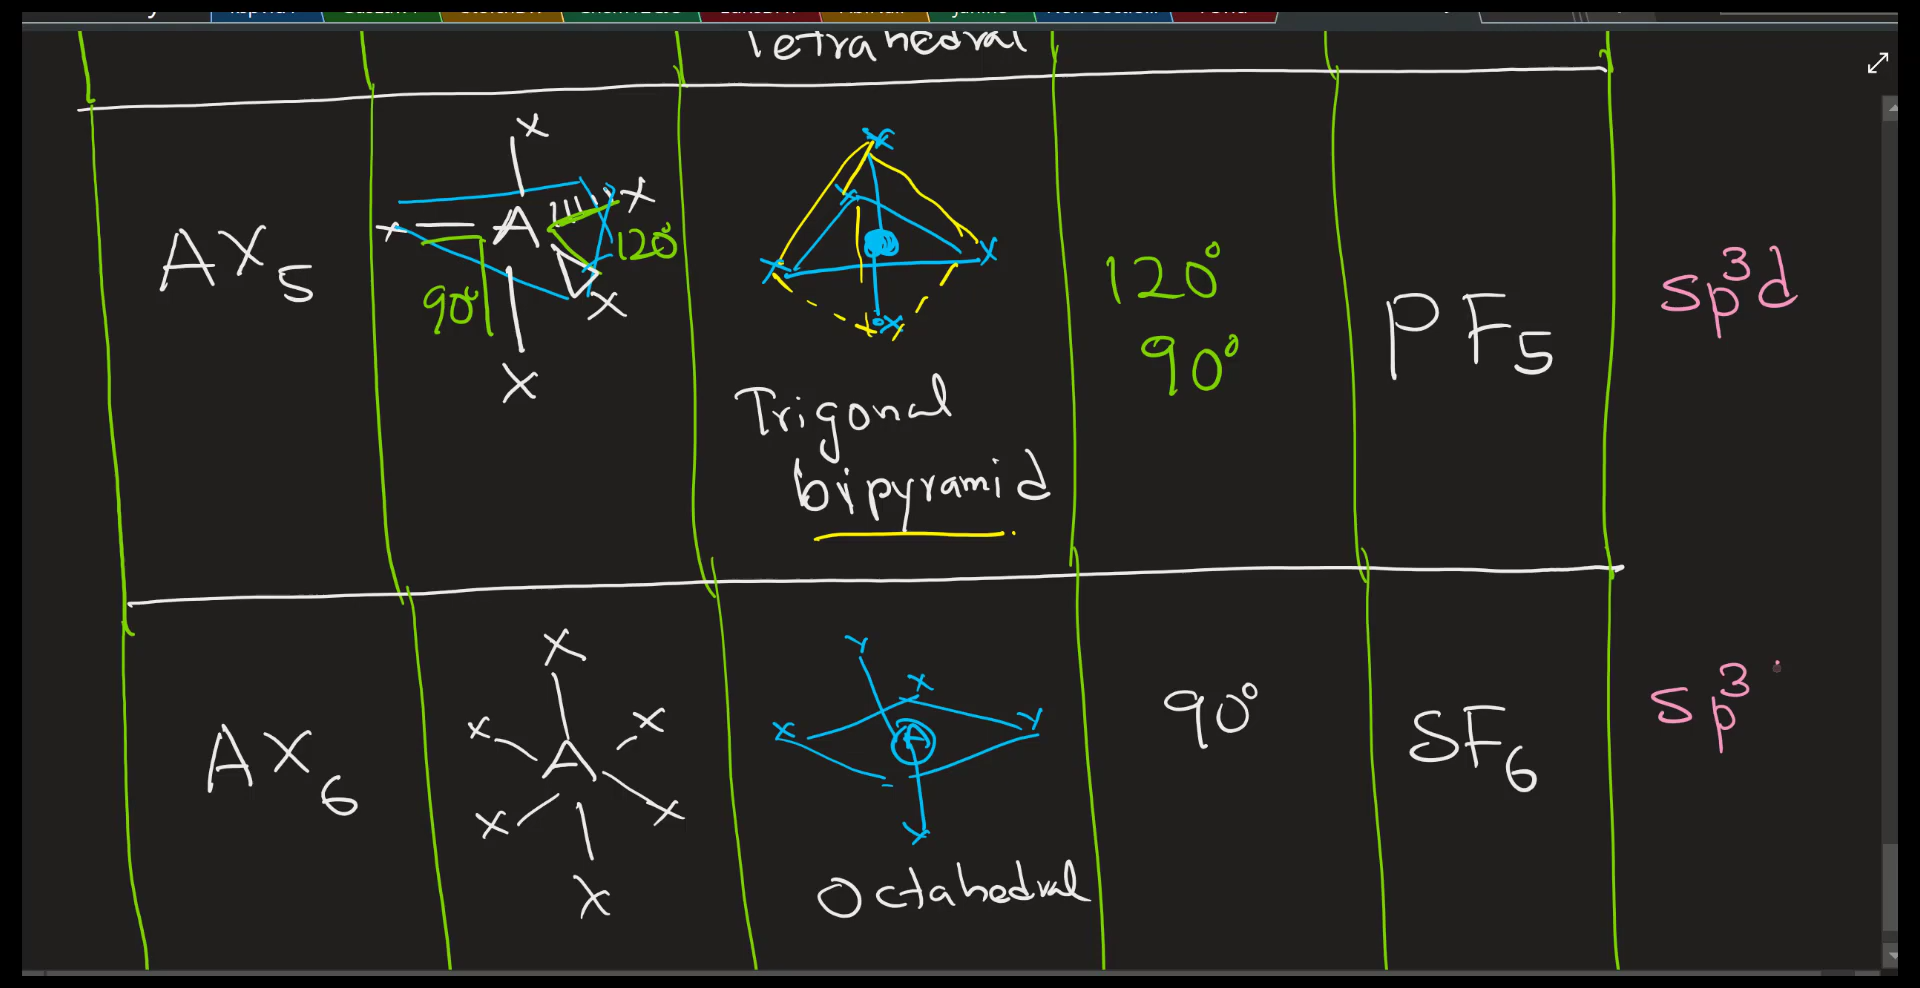 Tetrahedral
AX5
X
X A X
120°
90°
X
X
X
X
X
X
X
Trigonal
bipyramid
120°
90°
PF5
sp³d
AX6
X
X
X
A
X
X
X
X
X
X
A
Octahedral
90°
SF6
sp³